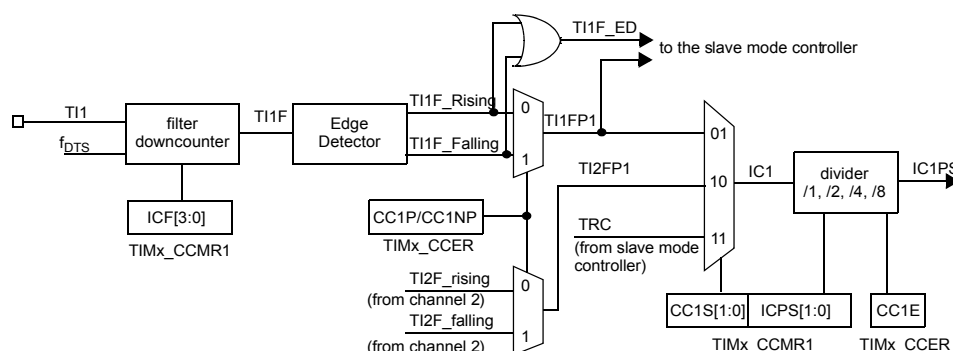 TI1F_ED
to the slave mode controller
TI1
fDTS
filter
downcounter
TI1F
Edge
Detector
TI1F_Rising
TI1F_Falling
0
1
TI1FP1
TI2FP1
01
10
11
IC1
divider
/1, /2, /4, /8
IC1PS
ICF[3:0]
TIMx_CCMR1
CC1P/CC1NP
TIMx_CCER
TRC
(from slave mode
controller)
TI2F_rising
(from channel 2)
TI2F_falling
(from channel 2)
0
1
CC1S[1:0]
ICPS[1:0]
TIMx_CCMR1
CC1E
TIMx_CCER